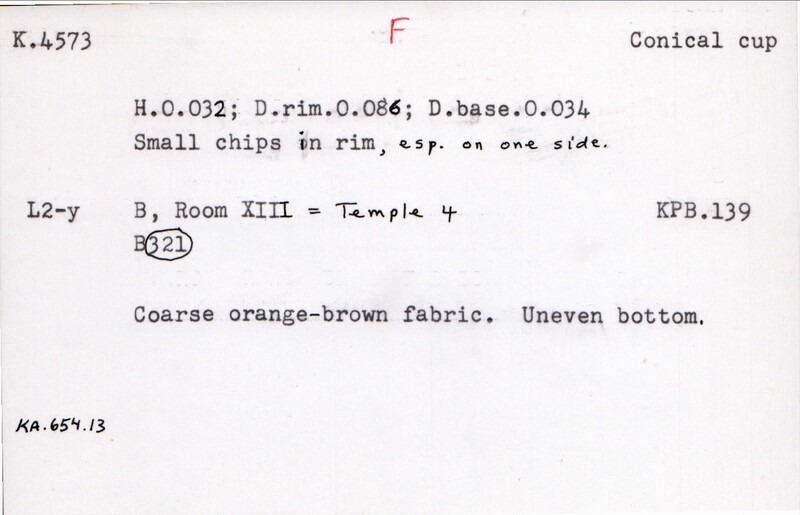 K.4573 F Conical cup
H.0.032; D.rim.0.086; D.base.0.034
Small chips in rim, esp. on one side.
L2-y B, Room XIII = Temple 4 KPB.139
B321
Coarse orange-brown fabric. Uneven bottom.
KA.654.13